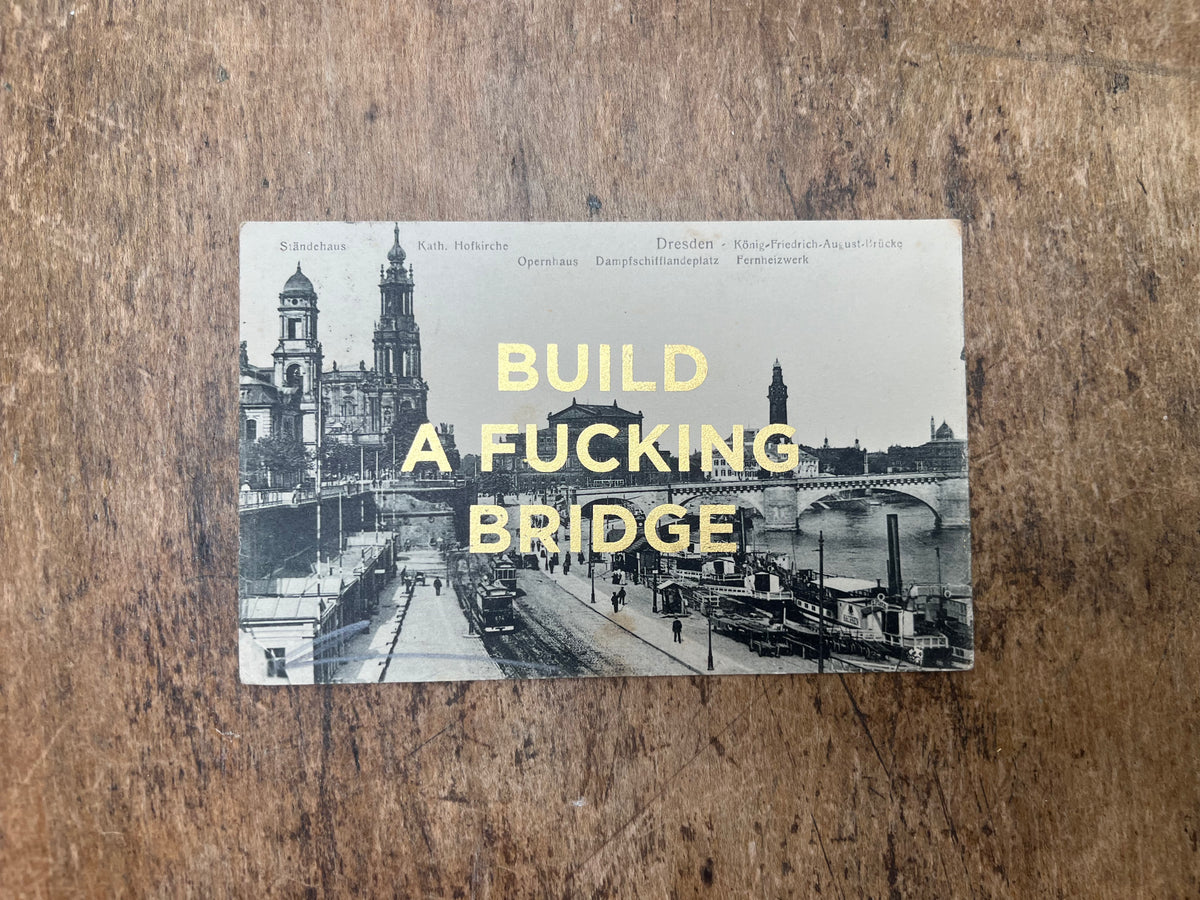 Ständehaus Kath. Hofkirche Dresden - König-Friedrich-August-Brücke
Opernhaus Dampfschifflandeplatz Fernheizwerk
BUILD
A FUCKING
BRIDGE